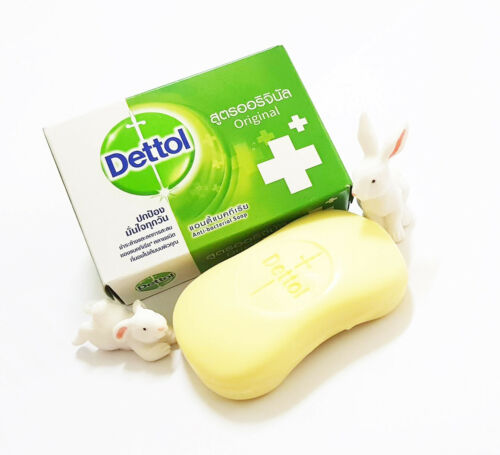 Dettol
สูตรออริจินัล
Original
ปกป้อง
มั่นใจทุกวัน
แอนตี้แบคทีเรีย
Anti-bacterial Soap
Dettol
Dettol